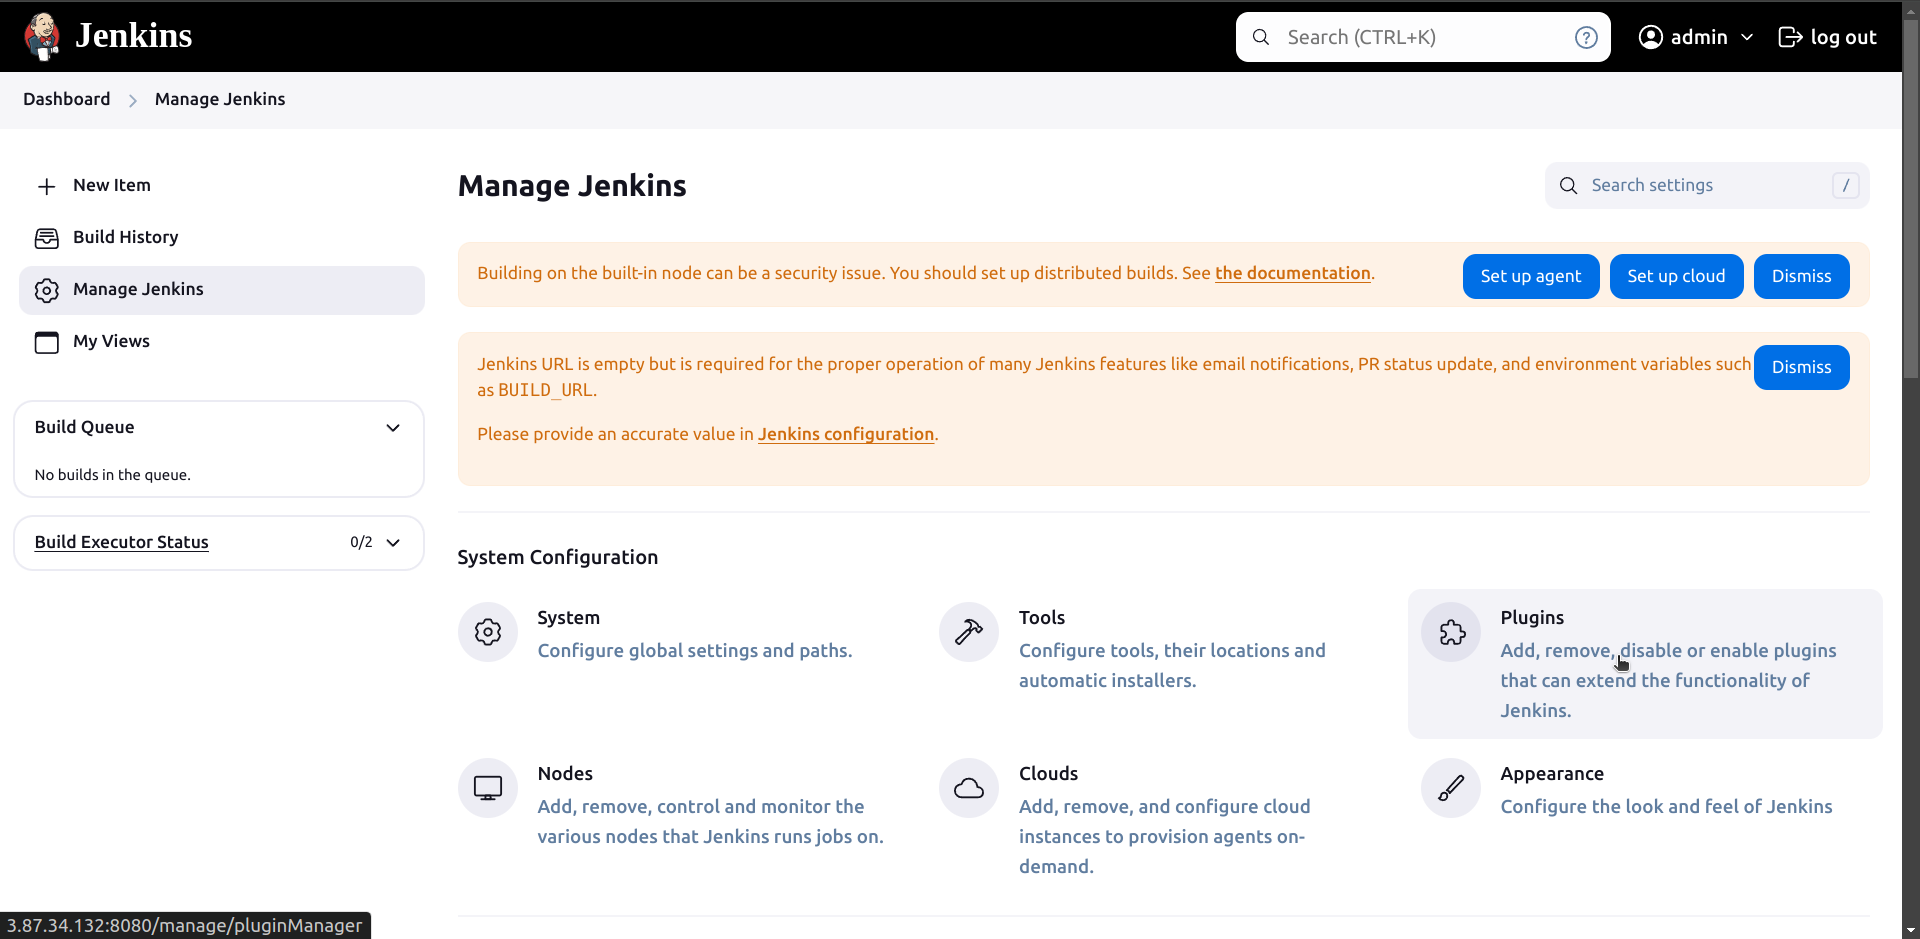 Jenkins
Search (CTRL+K)
?
admin
log out
Dashboard
Manage Jenkins
New Item
Build History
Manage Jenkins
My Views
Build Queue
No builds in the queue.
Build Executor Status
0/2
Manage Jenkins
Search settings
/
Building on the built-in node can be a security issue. You should set up distributed builds. See the documentation.
Set up agent
Set up cloud
Dismiss
Jenkins URL is empty but is required for the proper operation of many Jenkins features like email notifications, PR status update, and environment variables such
as BUILD_URL.
Dismiss
Please provide an accurate value in Jenkins configuration.
System Configuration
System
Configure global settings and paths.
Tools
Configure tools, their locations and
automatic installers.
Plugins
Add, remove, disable or enable plugins
that can extend the functionality of
Jenkins.
Nodes
Add, remove, control and monitor the
various nodes that Jenkins runs jobs on.
Clouds
Add, remove, and configure cloud
instances to provision agents on-
demand.
Appearance
Configure the look and feel of Jenkins
3.87.34.132:8080/manage/pluginManager